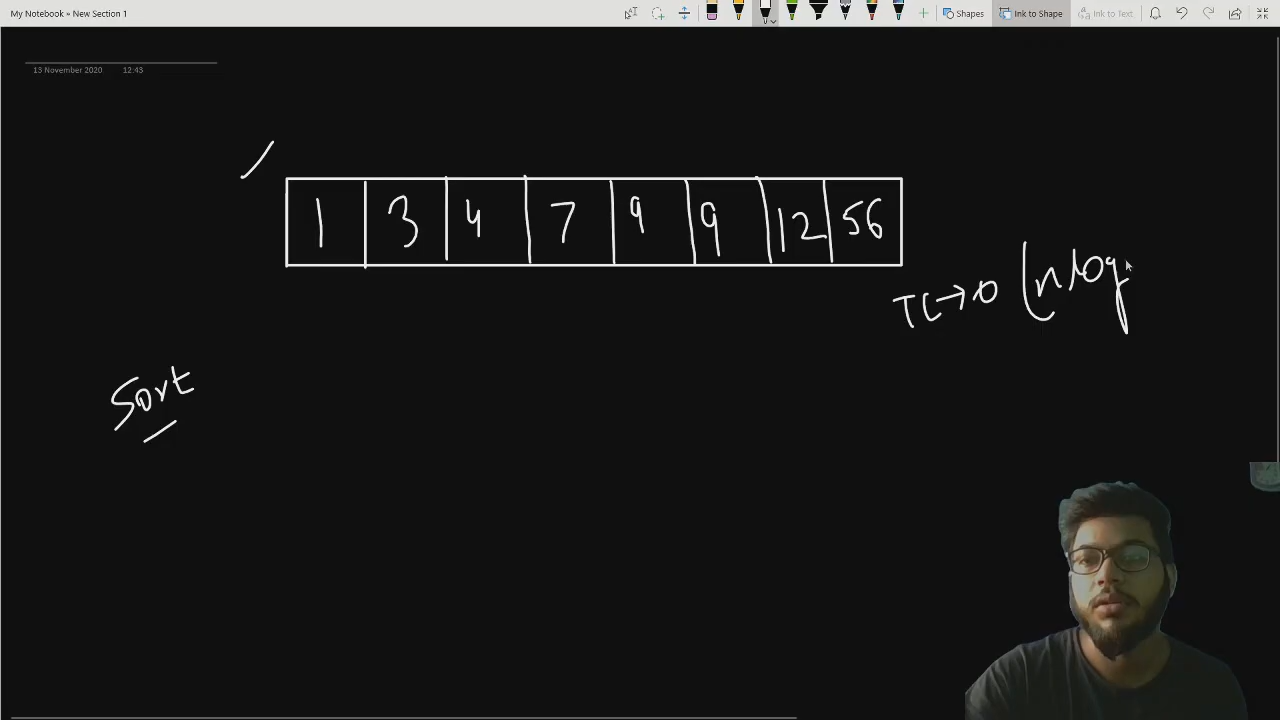 My Notebook » New Section 1
Shapes
Ink to Shape
Ink to Text
13 November 2020 12:43
1 3 4 7 9 9 12 56
TC→O (n log
Sort